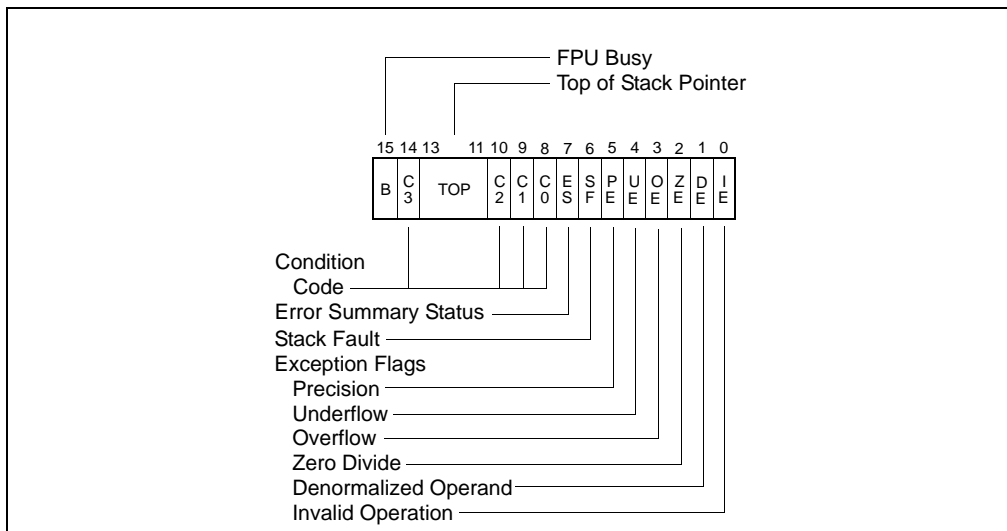 FPU Busy
Top of Stack Pointer
15 14 13 11 10 9 8 7 6 5 4 3 2 1 0
B C3 TOP C2 C1 C0 ES SF PE UE OE ZE DE IE
Condition
Code
Error Summary Status
Stack Fault
Exception Flags
Precision
Underflow
Overflow
Zero Divide
Denormalized Operand
Invalid Operation